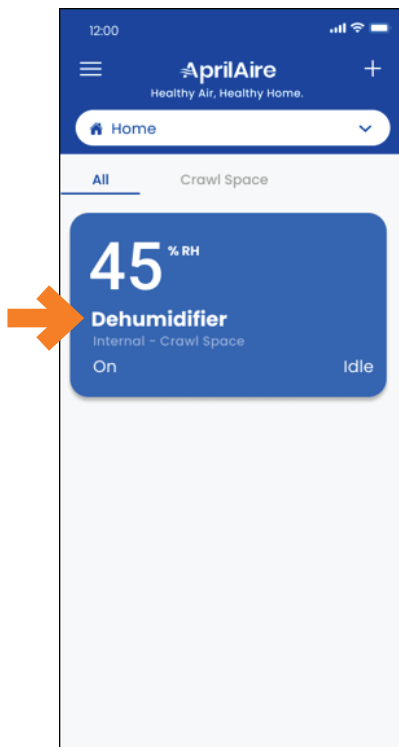 12:00
AprilAire
Healthy Air, Healthy Home.
Home
All Crawl Space
45 % RH
Dehumidifier
Internal - Crawl Space
On Idle